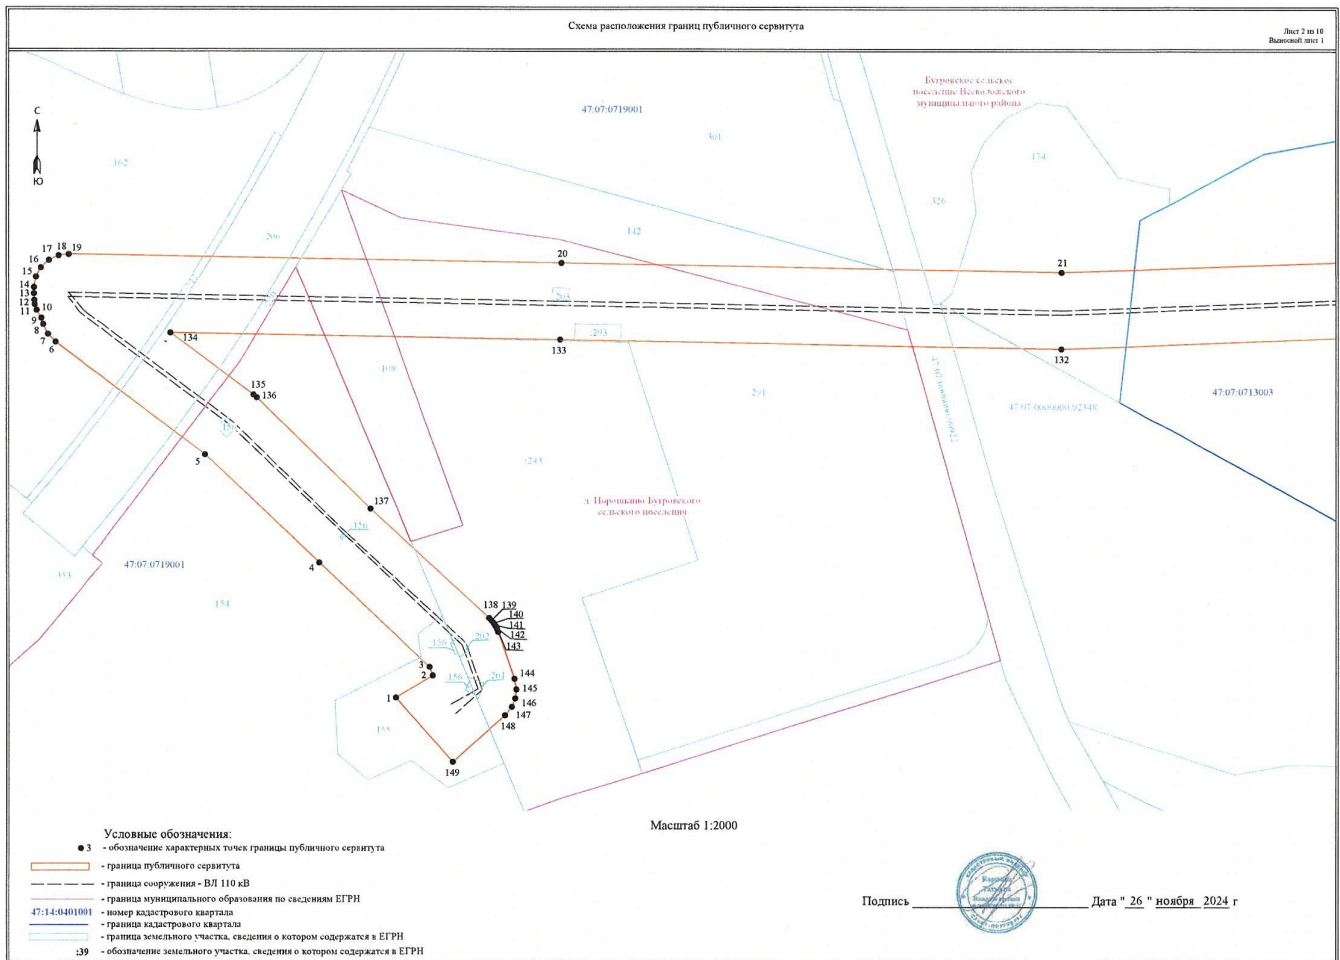 Схема расположения границ публичного сервитута
Лист 2 из 10
Выносной лист 1
Бугровское сельское
поселение Всеволожского
муниципального района
47:07:0719001
С
Ю
162
301
174
326
142
206
17
18
19
16
15
14
13
12
11
10
9
8
7
6
20
21
:203
:293
134
133
132
135
136
108
291
47:07:0713003
5
:243
137
д. Порошкино Бугровского
сельского поселения
:156
4
47:07:0719001
353
154
138
139
140
141
142
143
:202
:156
3
2
144
:156
:201
145
1
146
147
148
155
149
Масштаб 1:2000
Условные обозначения:
3 - обозначение характерных точек границы публичного сервитута
- граница публичного сервитута
- граница сооружения - ВЛ 110 кВ
- граница муниципального образования по сведениям ЕГРН
47:14:0401001 - номер кадастрового квартала
- граница кадастрового квартала
- граница земельного участка, сведения о котором содержатся в ЕГРН
:39 - обозначение земельного участка, сведения о котором содержатся в ЕГРН
Подпись Дата " 26 " ноября 2024 г